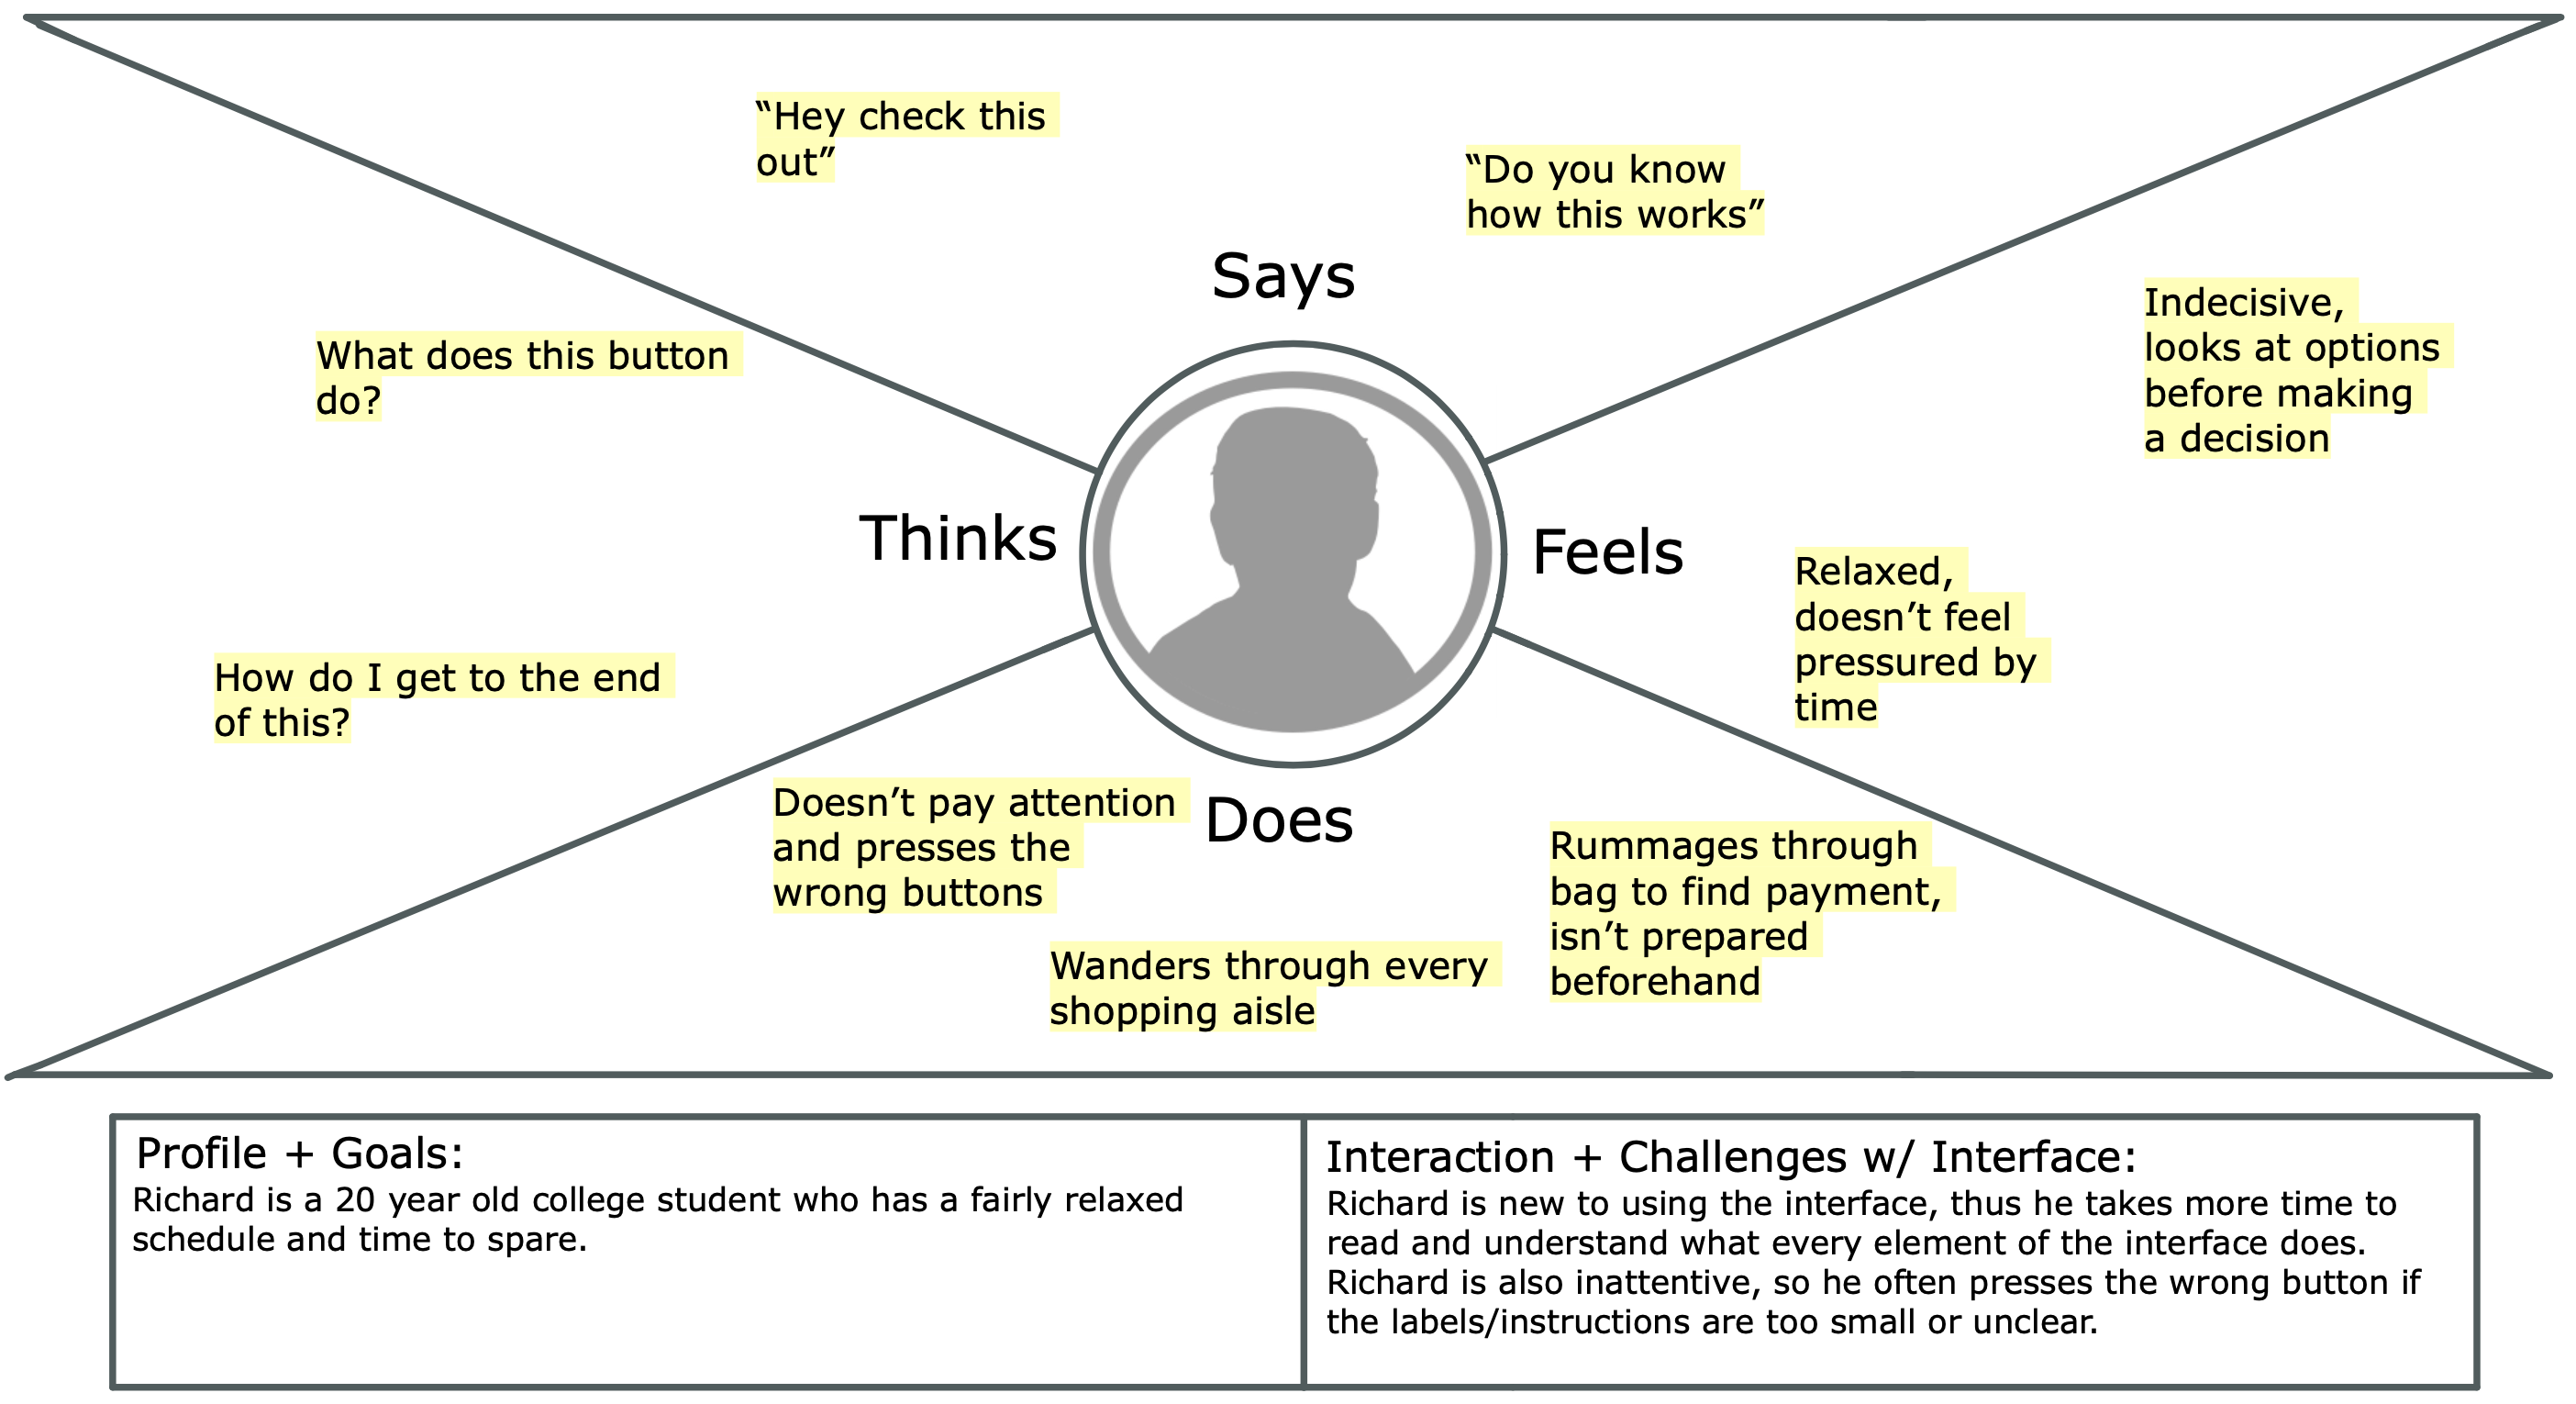 “Hey check this
out”
“Do you know
how this works”
Says
What does this button
do?
Indecisive,
looks at options
before making
a decision
Thinks
Feels
Relaxed,
doesn’t feel
pressured by
time
How do I get to the end
of this?
Doesn’t pay attention
and presses the
wrong buttons
Does
Rummages through
bag to find payment,
isn’t prepared
beforehand
Wanders through every
shopping aisle
Profile + Goals:
Richard is a 20 year old college student who has a fairly relaxed
schedule and time to spare.
Interaction + Challenges w/ Interface:
Richard is new to using the interface, thus he takes more time to
read and understand what every element of the interface does.
Richard is also inattentive, so he often presses the wrong button if
the labels/instructions are too small or unclear.